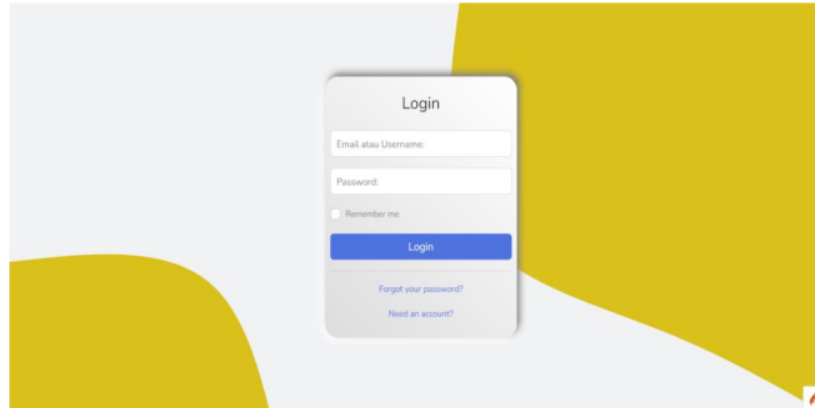 Login
Email atau Username:
Password:
Remember me
Login
Forgot your password?
Need an account?